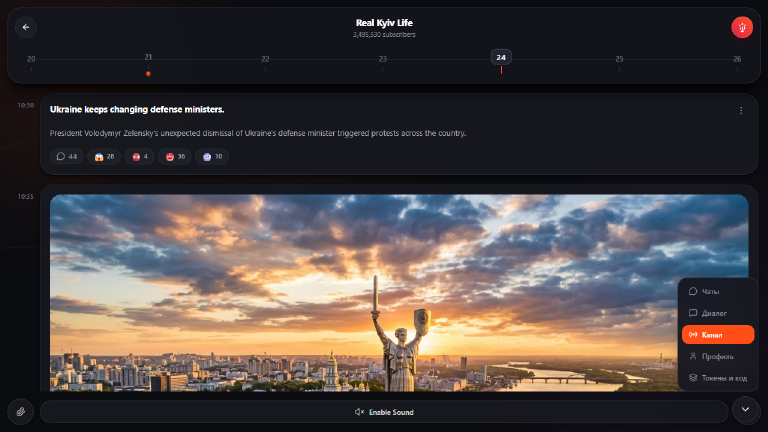 Real Kyiv Life
3,495,530 subscribers
20
21
22
23
24
25
26
10:30
Ukraine keeps changing defense ministers.
President Volodymyr Zelensky's unexpected dismissal of Ukraine's defense minister triggered protests across the country.
44
28
4
36
10
10:35
Чаты
Диалог
Канал
Профиль
Токены и код
Enable Sound